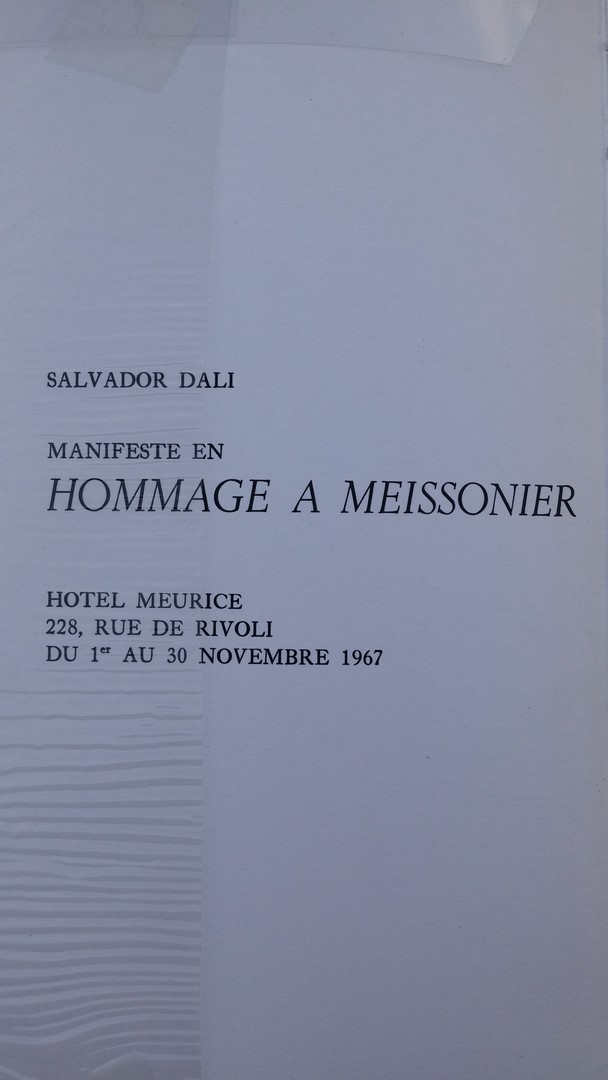 SALVADOR DALI
MANIFESTE EN
HOMMAGE A MEISSONIER
HOTEL MEURICE
228, RUE DE RIVOLI
DU 1er AU 30 NOVEMBRE 1967